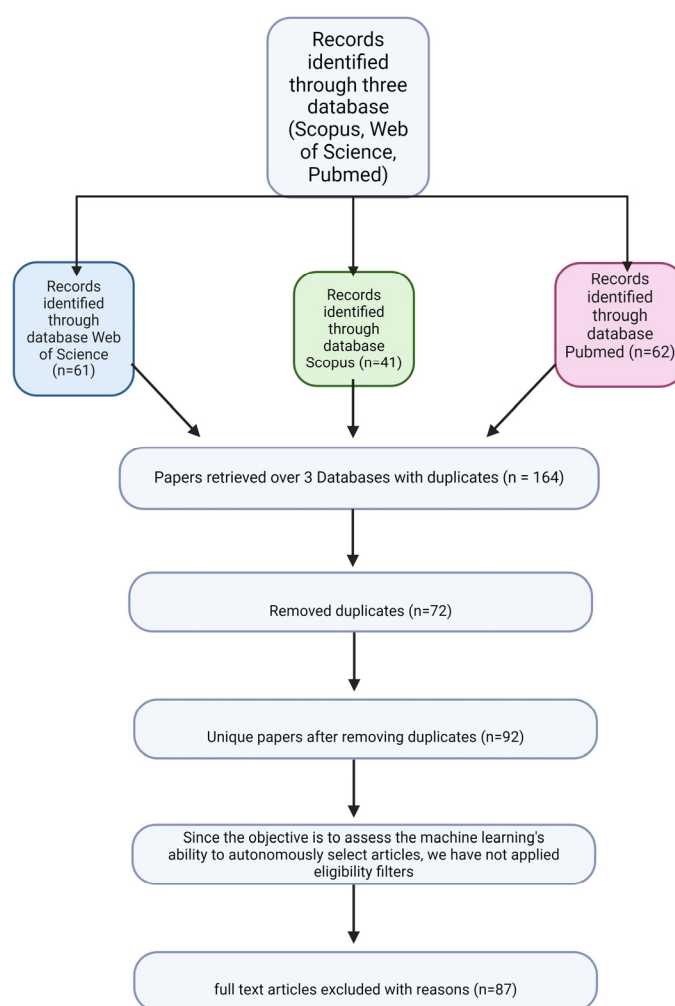 Records
identified
through three
database
(Scopus, Web
of Science,
Pubmed)
Records
identified
through
database Web
of Science
(n=61)
Records
identified
through
database
Scopus (n=41)
Records
identified
through
database
Pubmed (n=62)
Papers retrieved over 3 Databases with duplicates (n = 164)
Removed duplicates (n=72)
Unique papers after removing duplicates (n=92)
Since the objective is to assess the machine learning's
ability to autonomously select articles, we have not applied
eligibility filters
full text articles excluded with reasons (n=87)